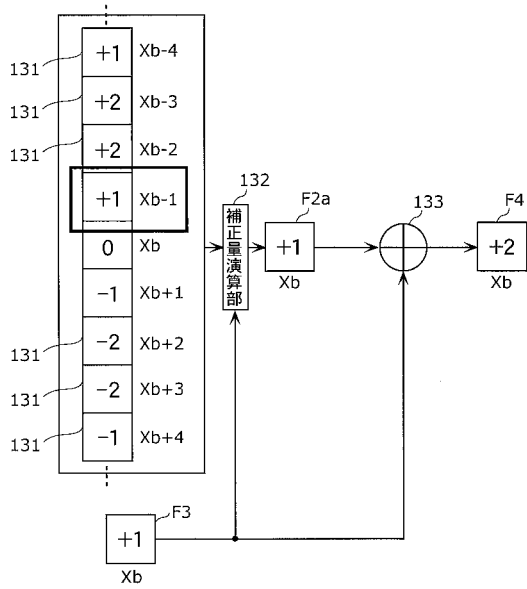 131 +1 Xb-4
131 +2 Xb-3
131 +2 Xb-2
+1 Xb-1
0 Xb
-1 Xb+1
131 -2 Xb+2
131 -2 Xb+3
131 -1 Xb+4
132
補正量演算部
F2a
+1
Xb
133
F4
+2
Xb
F3
+1
Xb